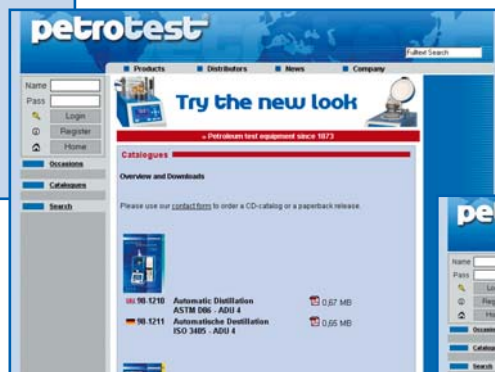 petrotest
Fulltext Search
Products Distributors News Company
Name
Pass
Login
Register
Home
Occasions
Catalogues
Search
Try the new look
» Petroleum test equipment since 1873
Catalogues
Overview and Downloads
Please use our contact form to order a CD-catalog or a paperback release.
98-1210 Automatic Distillation 0,67 MB
ASTM D86 - ADU 4
98-1211 Automatische Destillation 0,65 MB
ISO 3405 - ADU 4
pe
Name
Pass